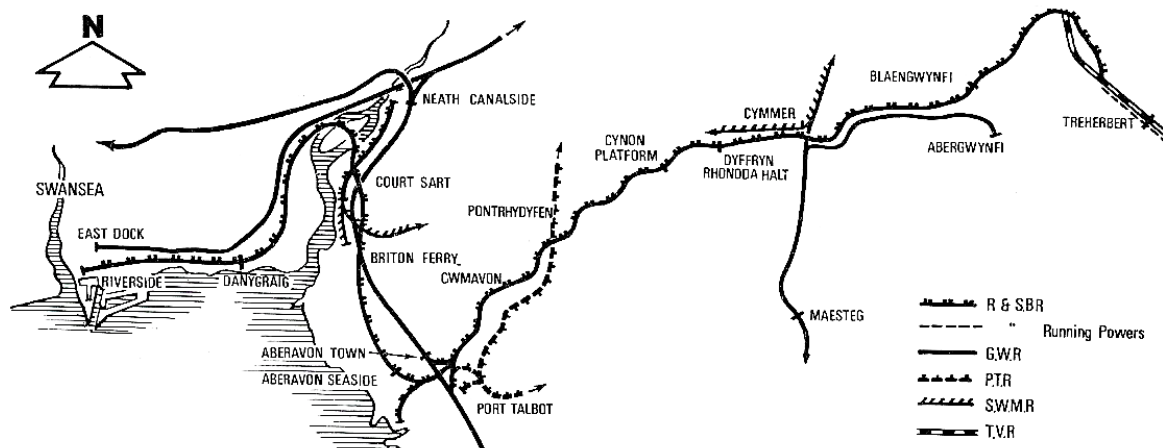 N
NEATH CANALSIDE
BLAENGWYNFI
CYMMER
TREHERBERT
ABERGWYNFI
CYNON
PLATFORM
DYFFRYN
RHONDDA HALT
SWANSEA
COURT SART
PONTRHYDYFEN
EAST DOCK
BRITON FERRY
RIVERSIDE
DANYGRAIG
CWMAVON
MAESTEG
ABERAVON TOWN
ABERAVON SEASIDE
PORT TALBOT
R & S.B.R
" Running Powers
G.W.R
P.T.R
S.W.M.R
T.V.R